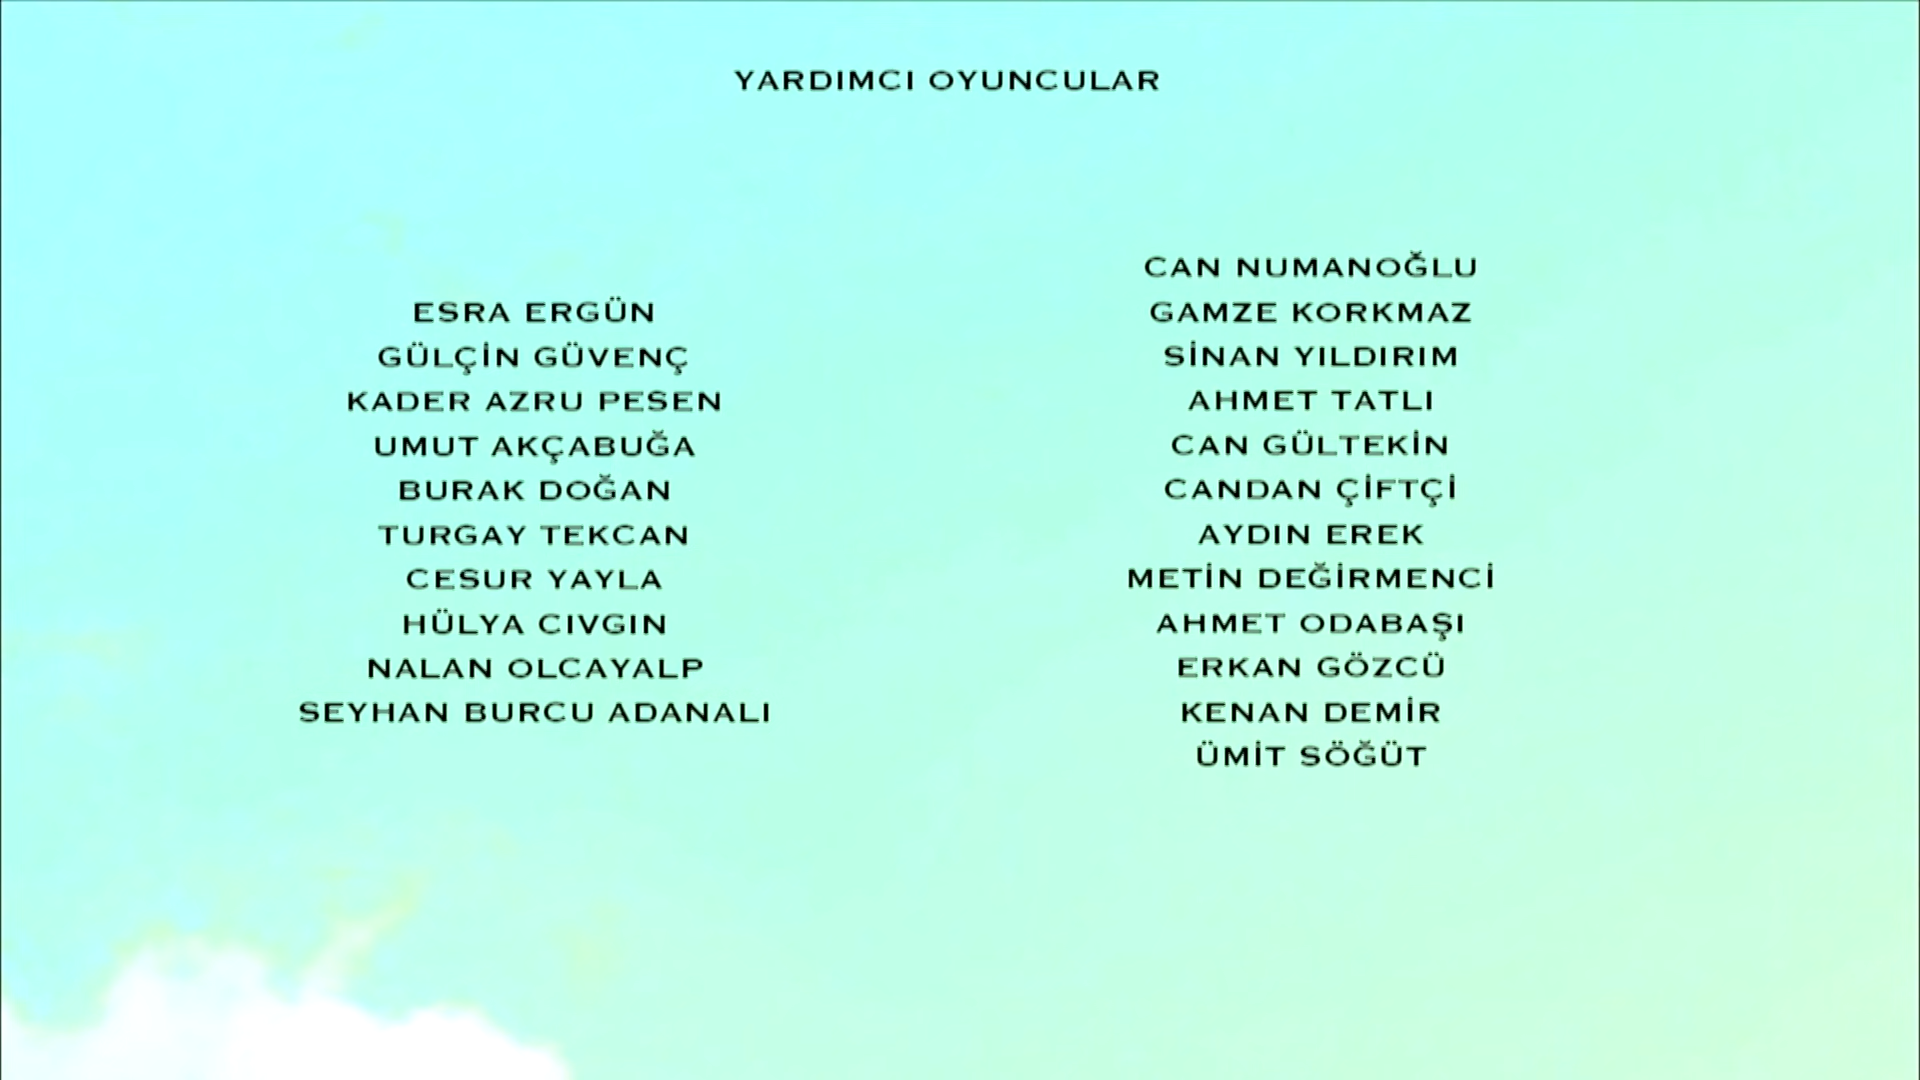 YARDIMCI OYUNCULAR
ESRA ERGÜN
GÜLÇİN GÜVENÇ
KADER AZRU PESEN
UMUT AKÇABUĞA
BURAK DOĞAN
TURGAY TEKCAN
CESUR YAYLA
HÜLYA CIVGIN
NALAN OLCAYALP
SEYHAN BURCU ADANALI
CAN NUMANOĞLU
GAMZE KORKMAZ
SİNAN YILDIRIM
AHMET TATLI
CAN GÜLTEKİN
CANDAN ÇİFTÇİ
AYDIN EREK
METİN DEĞİRMENCİ
AHMET ODABAŞI
ERKAN GÖZCÜ
KENAN DEMİR
ÜMİT SÖĞÜT